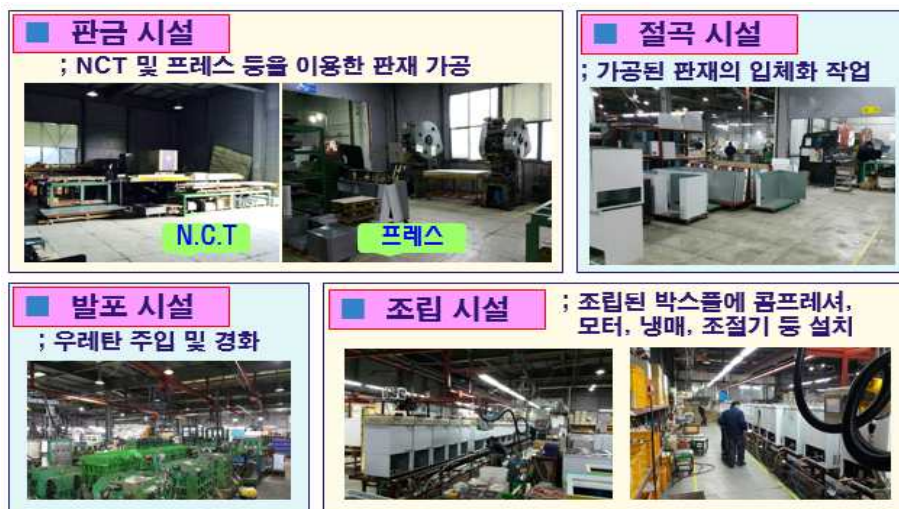 ■ 판금 시설
; NCT 및 프레스 등을 이용한 판재 가공
N.C.T
프레스
■ 절곡 시설
; 가공된 판재의 입체화 작업
■ 발포 시설
; 우레탄 주입 및 경화
■ 조립 시설
; 조립된 박스플에 콤프레셔,
모터, 냉매, 조절기 등 설치